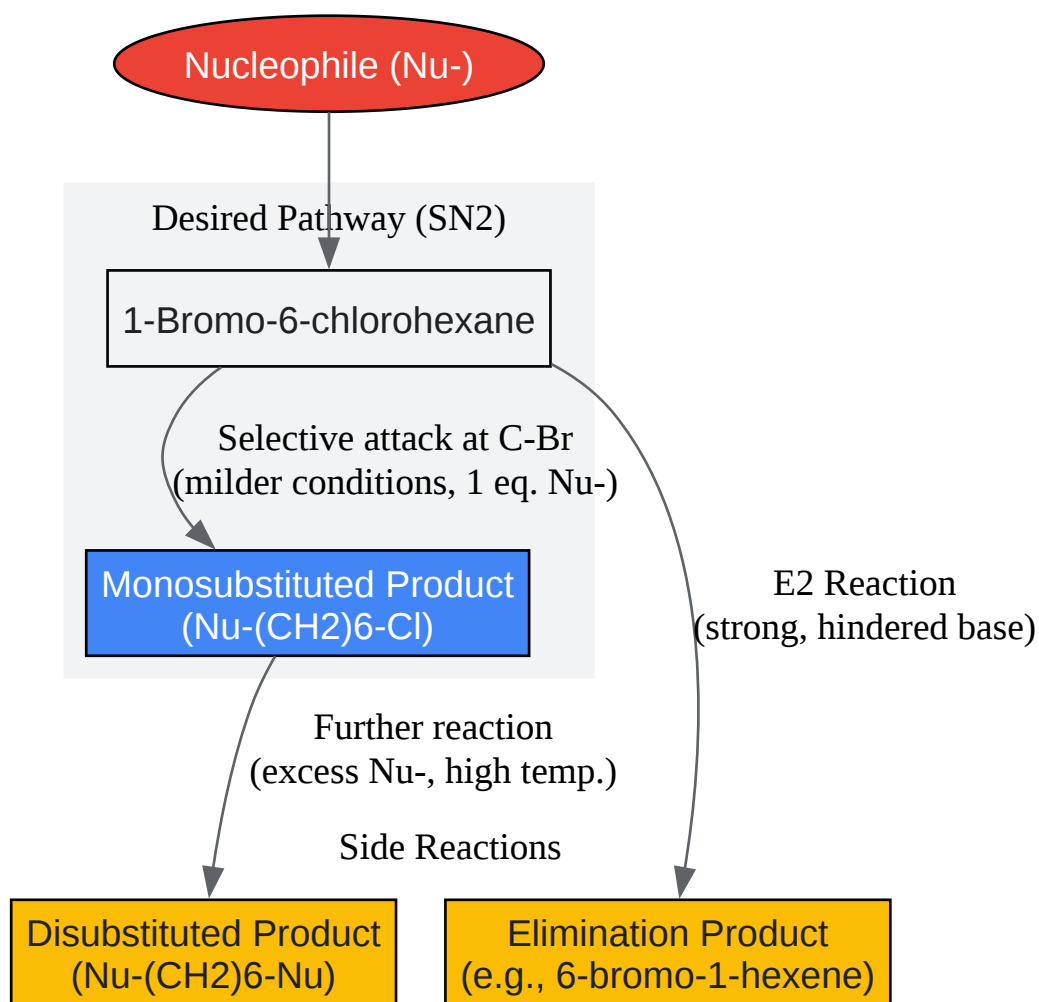 Nucleophile (Nu-)
Desired Pathway (SN2)
1-Bromo-6-chlorohexane
Selective attack at C-Br
(milder conditions, 1 eq. Nu-)
Monosubstituted Product
(Nu-(CH2)6-Cl)
E2 Reaction
(strong, hindered base)
Further reaction
(excess Nu-, high temp.)
Side Reactions
Disubstituted Product
(Nu-(CH2)6-Nu)
Elimination Product
(e.g., 6-bromo-1-hexene)